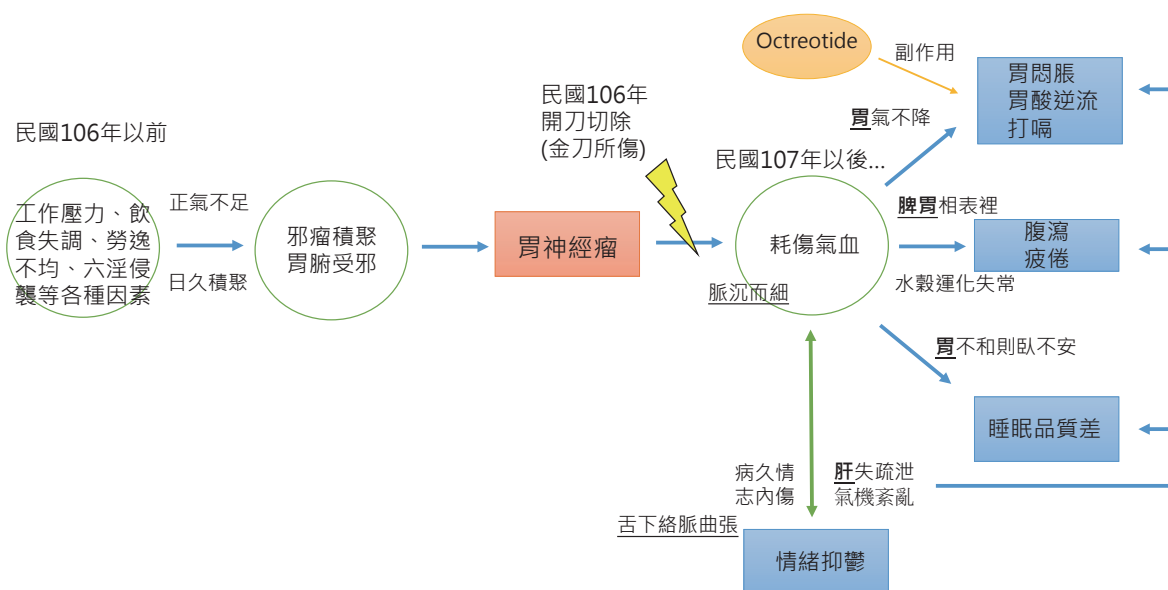 民國106年以前
工作壓力、飲
食失調、勞逸
不均、六淫侵
襲等各種因素
正氣不足
日久積聚
邪瘤積聚
胃腑受邪
胃神經瘤
民國106年
開刀切除
(金刀所傷)
民國107年以後...
耗傷氣血
脈沉而細
Octreotide
副作用
胃氣不降
胃悶脹
胃酸逆流
打嗝
脾胃相表裡
水穀運化失常
腹瀉
疲倦
胃不和則臥不安
睡眠品質差
病久情
志內傷
肝失疏泄
氣機紊亂
舌下絡脈曲張
情緒抑鬱